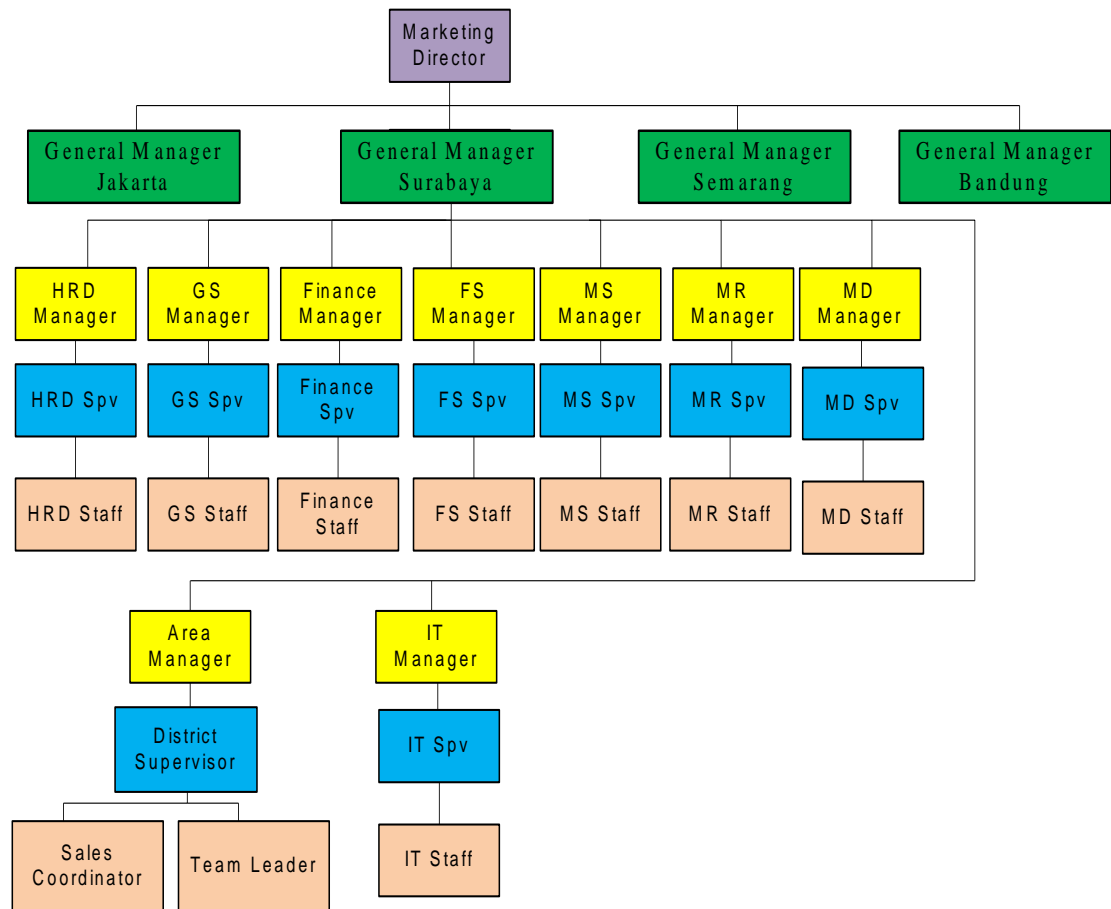 Marketing
Director
General Manager
Jakarta
General Manager
Surabaya
General Manager
Semarang
General Manager
Bandung
HRD
Manager
GS
Manager
Finance
Manager
FS
Manager
MS
Manager
MR
Manager
MD
Manager
HRD Spv
GS Spv
Finance
Spv
FS Spv
MS Spv
MR Spv
MD Spv
HRD Staff
GS Staff
Finance
Staff
FS Staff
MS Staff
MR Staff
MD Staff
Area
Manager
IT
Manager
District
Supervisor
IT Spv
Sales
Coordinator
Team Leader
IT Staff